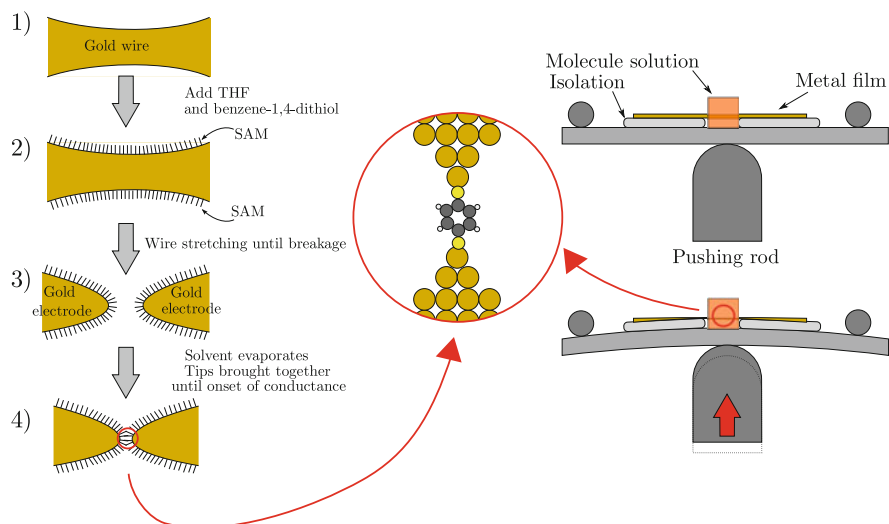 1)
Gold wire
Add THF
and benzene-1,4-dithiol
SAM
2)
SAM
Wire stretching until breakage
3)
Gold
electrode
Gold
electrode
Solvent evaporates
Tips brought together
until onset of conductance
4)
Molecule solution
Isolation
Metal film
Pushing rod